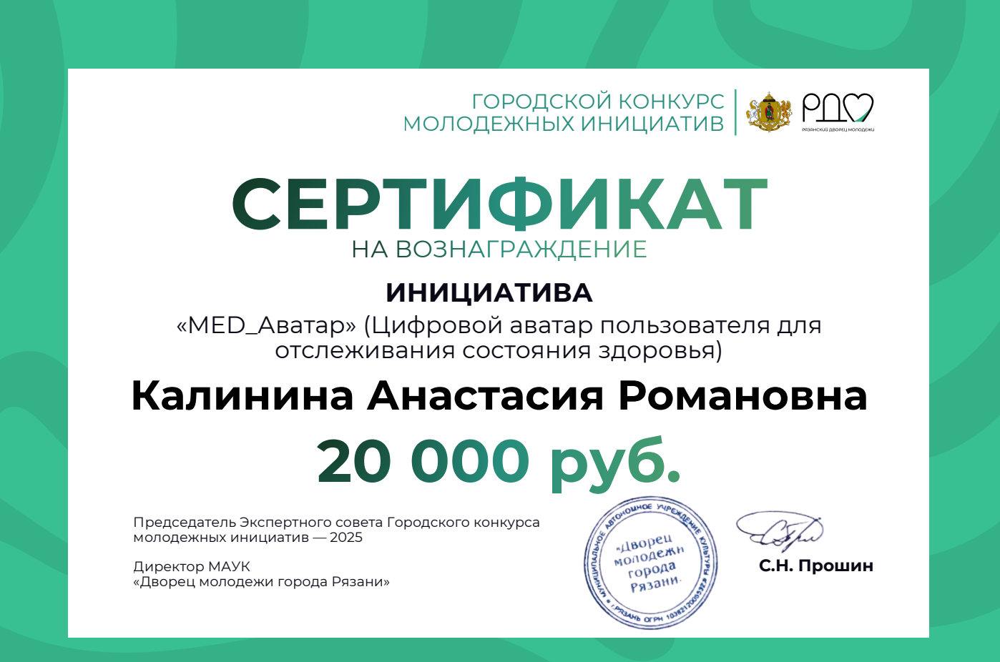 ГОРОДСКОЙ КОНКУРС
МОЛОДЕЖНЫХ ИНИЦИАТИВ
РДМ
РЯЗАНСКИЙ ДВОРЕЦ МОЛОДЕЖИ
СЕРТИФИКАТ
НА ВОЗНАГРАЖДЕНИЕ
ИНИЦИАТИВА
«MED_Аватар» (Цифровой аватар пользователя для
отслеживания состояния здоровья)
Калинина Анастасия Романовна
20 000 руб.
Председатель Экспертного совета Городского конкурса
молодежных инициатив — 2025
Директор МАУК
«Дворец молодежи города Рязани»
МУНИЦИПАЛЬНОЕ АВТОНОМНОЕ УЧРЕЖДЕНИЕ КУЛЬТУРЫ
г.РЯЗАНЬ ОГРН
"Дворец
молодежи
города
Рязани.
С.Н. Прошин